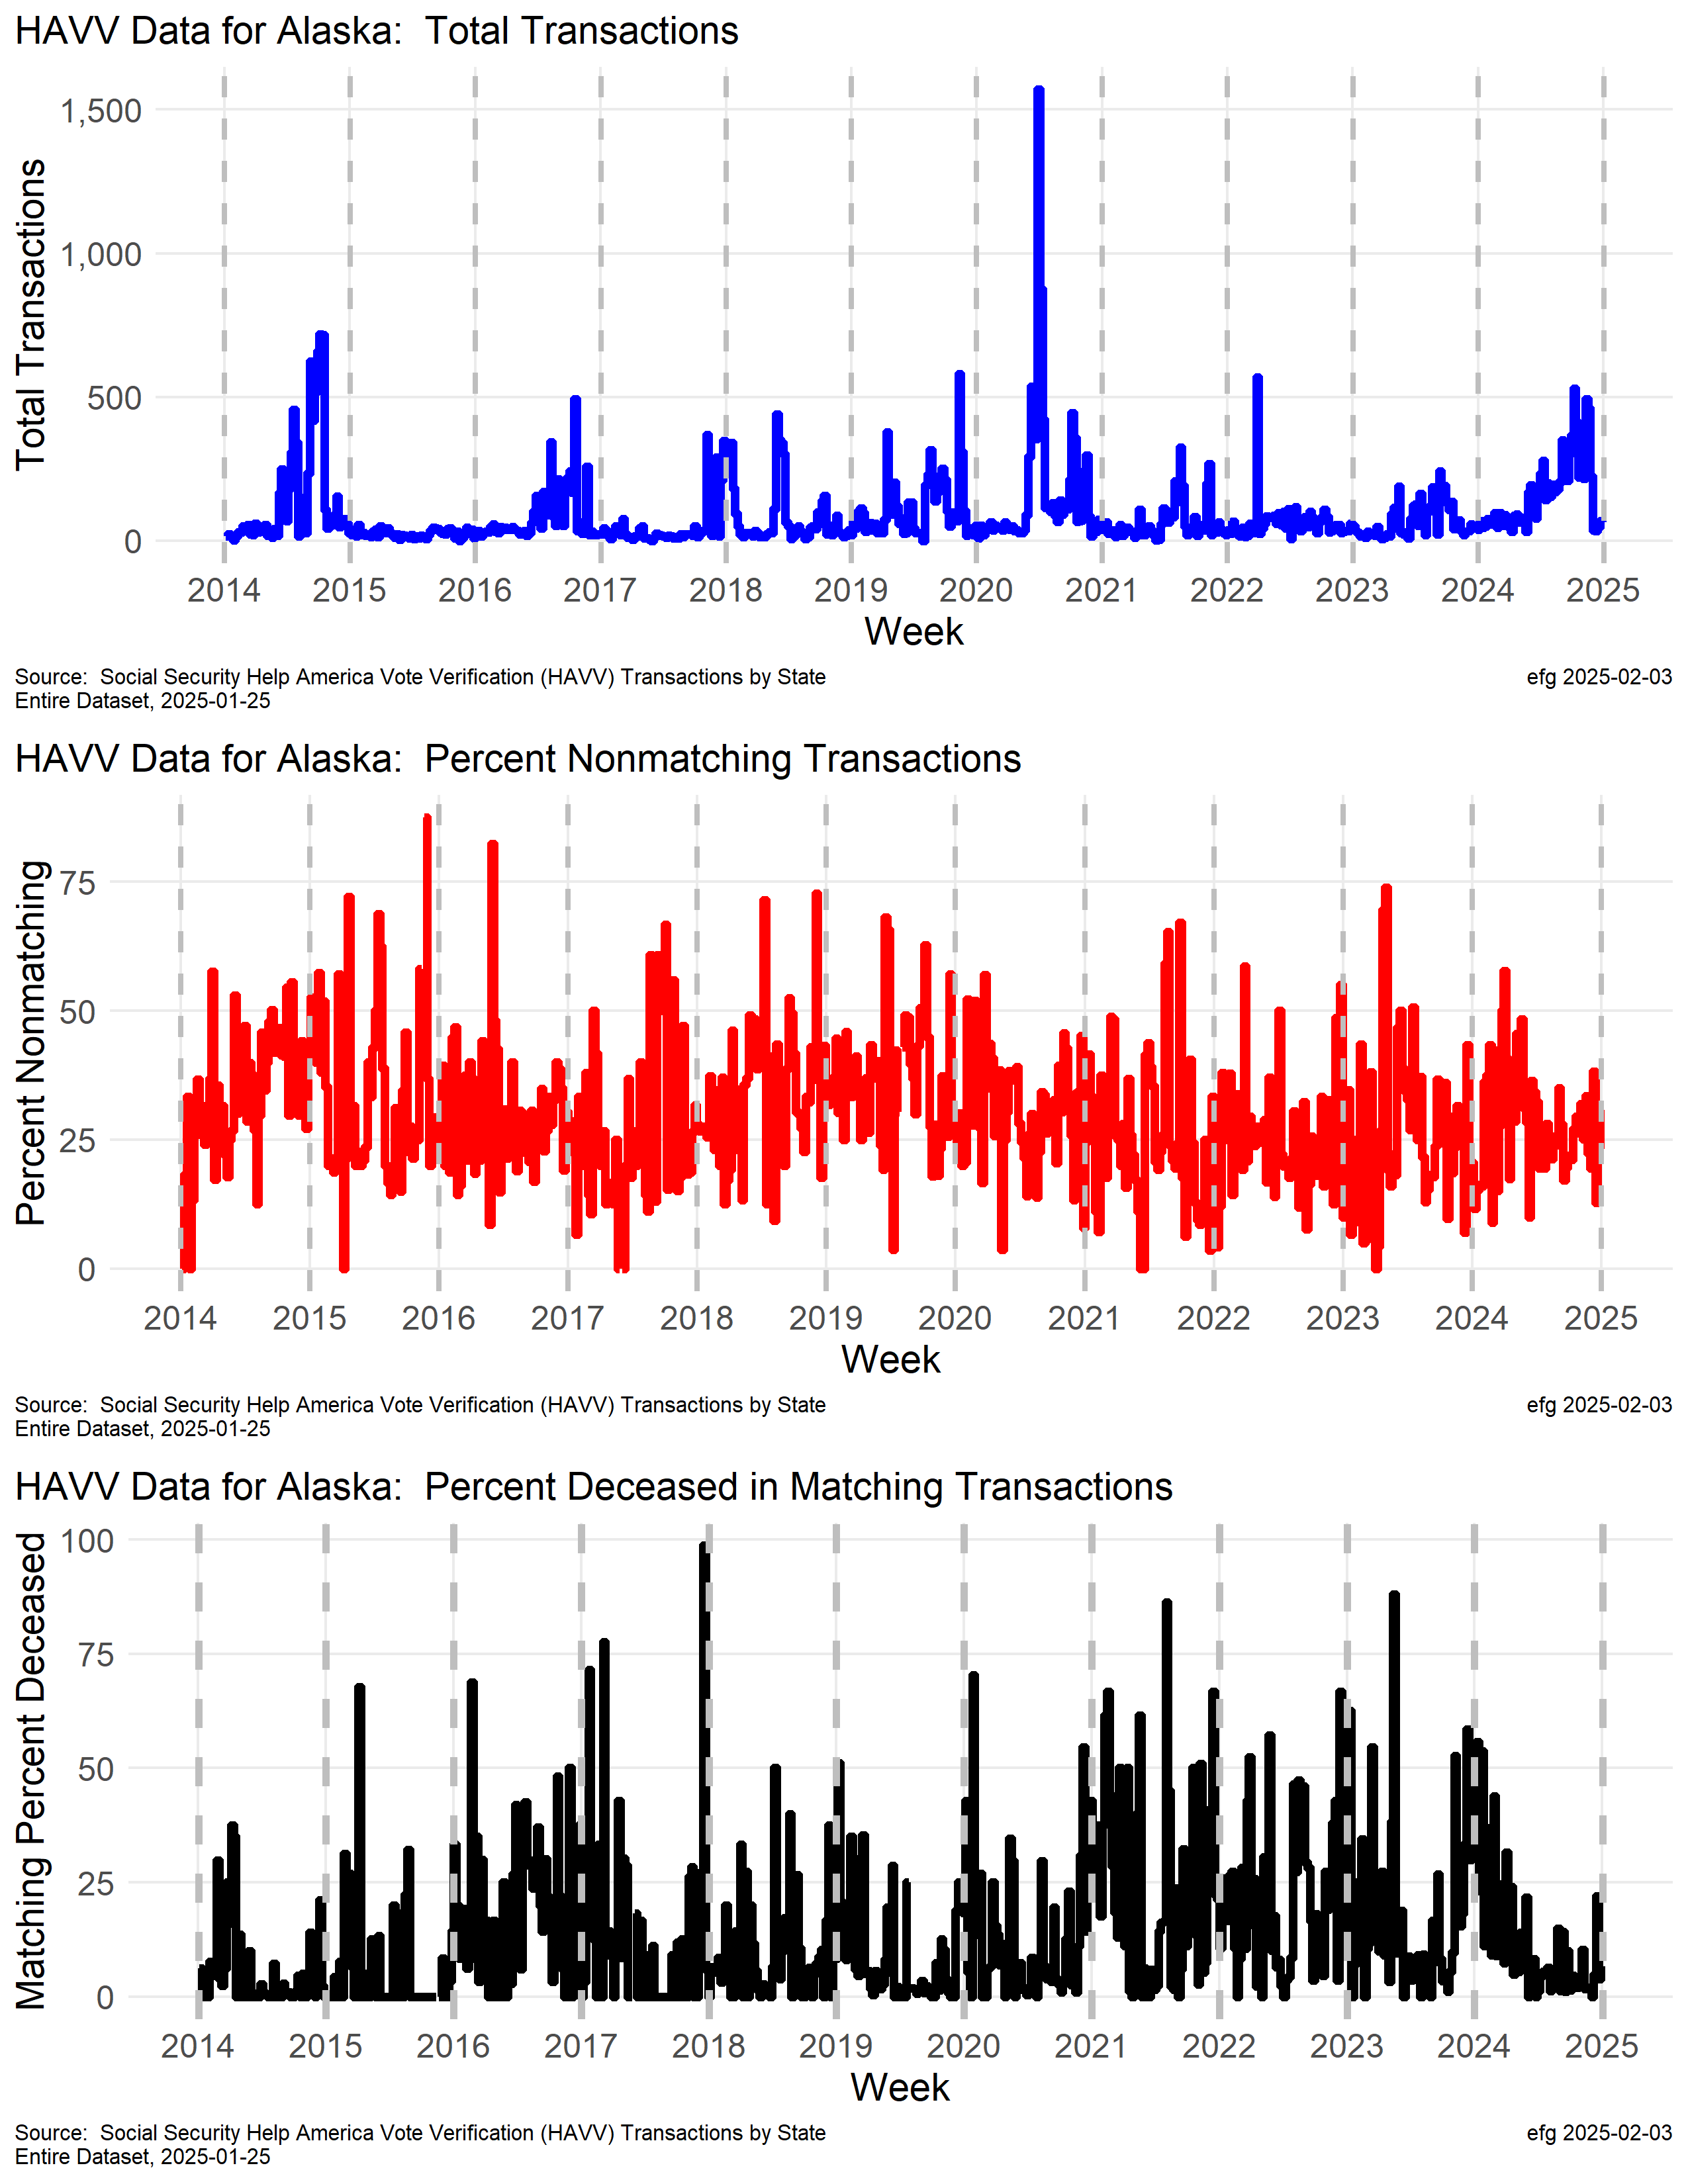 HAVV Data for Alaska:  Total Transactions
Total Transactions
1,500
1,000
500
0
2014 2015 2016 2017 2018 2019 2020 2021 2022 2023 2024 2025
Week
Source:  Social Security Help America Vote Verification (HAVV) Transactions by State
Entire Dataset, 2025-01-25
efg 2025-02-03
HAVV Data for Alaska:  Percent Nonmatching Transactions
Percent Nonmatching
75
50
25
0
2014 2015 2016 2017 2018 2019 2020 2021 2022 2023 2024 2025
Week
Source:  Social Security Help America Vote Verification (HAVV) Transactions by State
Entire Dataset, 2025-01-25
efg 2025-02-03
HAVV Data for Alaska:  Percent Deceased in Matching Transactions
Matching Percent Deceased
100
75
50
25
0
2014 2015 2016 2017 2018 2019 2020 2021 2022 2023 2024 2025
Week
Source:  Social Security Help America Vote Verification (HAVV) Transactions by State
Entire Dataset, 2025-01-25
efg 2025-02-03